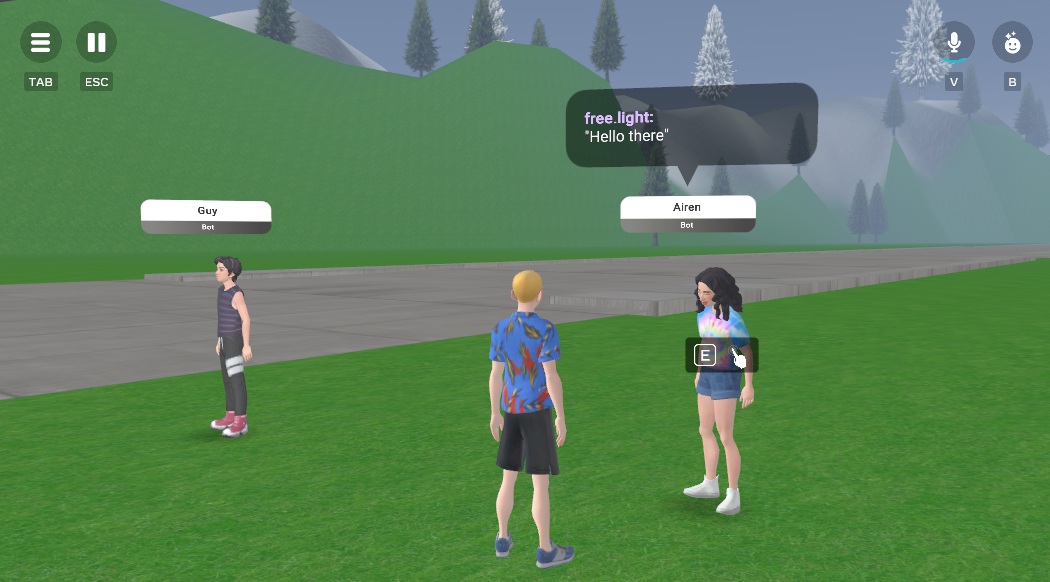 TAB
ESC
V
B
free.light:
"Hello there"
Guy
Bot
Airen
Bot
E